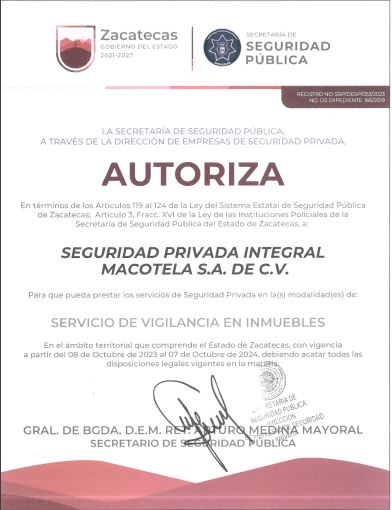 Zacatecas
GOBIERNO DEL ESTADO
2021-2027
SECRETARÍA DE
SEGURIDAD
PÚBLICA
REGISTRO NO. SSP/DESP/053/2023
NO. DE EXPEDIENTE: 166/2019
LA SECRETARÍA DE SEGURIDAD PÚBLICA,
A TRAVÉS DE LA DIRECCIÓN DE EMPRESAS DE SEGURIDAD PRIVADA,
AUTORIZA
En términos de los Artículos 119 al 124 de la Ley del Sistema Estatal de Seguridad Pública
de Zacatecas; Artículo 3, Fracc. XVI de la Ley de las Instituciones Policiales de la
Secretaría de Seguridad Pública del Estado de Zacatecas, a:
SEGURIDAD PRIVADA INTEGRAL
MACOTELA S.A. DE C.V.
Para que pueda prestar los servicios de Seguridad Privada en la(s) modalidad(es) de:
SERVICIO DE VIGILANCIA EN INMUEBLES
En el ámbito territorial que comprende el Estado de Zacatecas, con vigencia
a partir del 08 de Octubre de 2023 al 07 de Octubre de 2024, debiendo acatar todas las
disposiciones legales vigentes en la materia
SECRETARÍA DE
SEGURIDAD PÚBLICA
DIRECCIÓN
DE EMPRESAS DE SEGURIDAD
PRIVADA
GRAL. DE BGDA. D.E.M. RET. ARTURO MEDINA MAYORAL
SECRETARIO DE SEGURIDAD PÚBLICA